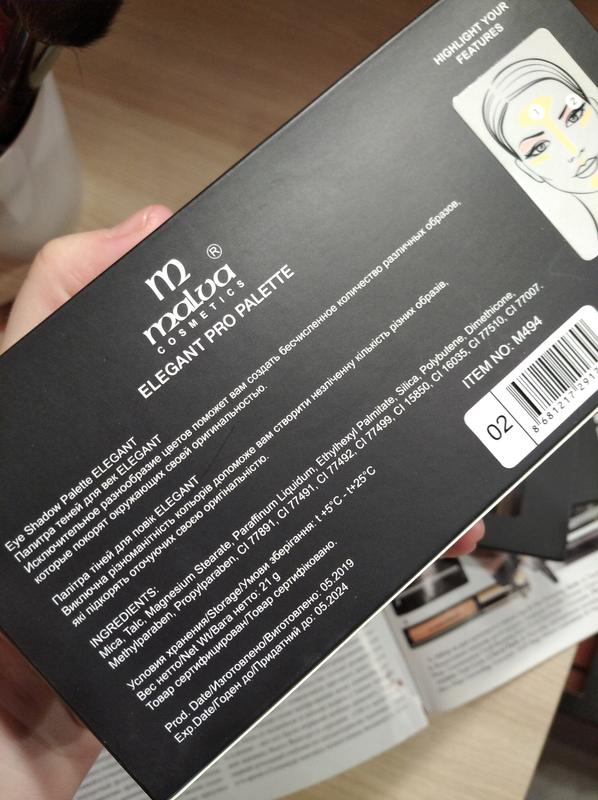 HIGHLIGHT YOUR
FEATURES
1
2
m
malva
®
COSMETICS
ELEGANT PRO PALETTE
Eye Shadow Palette ELEGANT
Палитра теней для век ELEGANT
Исключительное разнообразие цветов поможет вам создать бесчисленное количество различных образов,
которые покорят окружающих своей оригинальностью.
Палітра тіней для повік ELEGANT
Виключна різноманітність кольорів допоможе вам створити незліченну кількість різних образів,
які підкорять оточуючих своєю оригінальністю.
INGREDIENTS:
Mica, Talc, Magnesium Stearate, Paraffinum Liquidum, Ethylhexyl Palmitate, Silica, Polybutene, Dimethicone,
Methylparaben, Propylparaben, CI 77891, CI 77491, CI 77492, CI 77499, CI 15850, CI 16035, CI 77510, CI 77007.
Условия хранения/Storage/Умови зберігання: t +5°C - t+25°C
Вес нетто/Net Wt/Вага нетто: 21 g
Товар сертифицирован/Товар сертифіковано.
Prod. Date/Изготовлено/Виготовлено: 05.2019
Exp.Date/Годен до/Придатний до: 05.2024
ITEM NO: M494
02
8 681217 2917